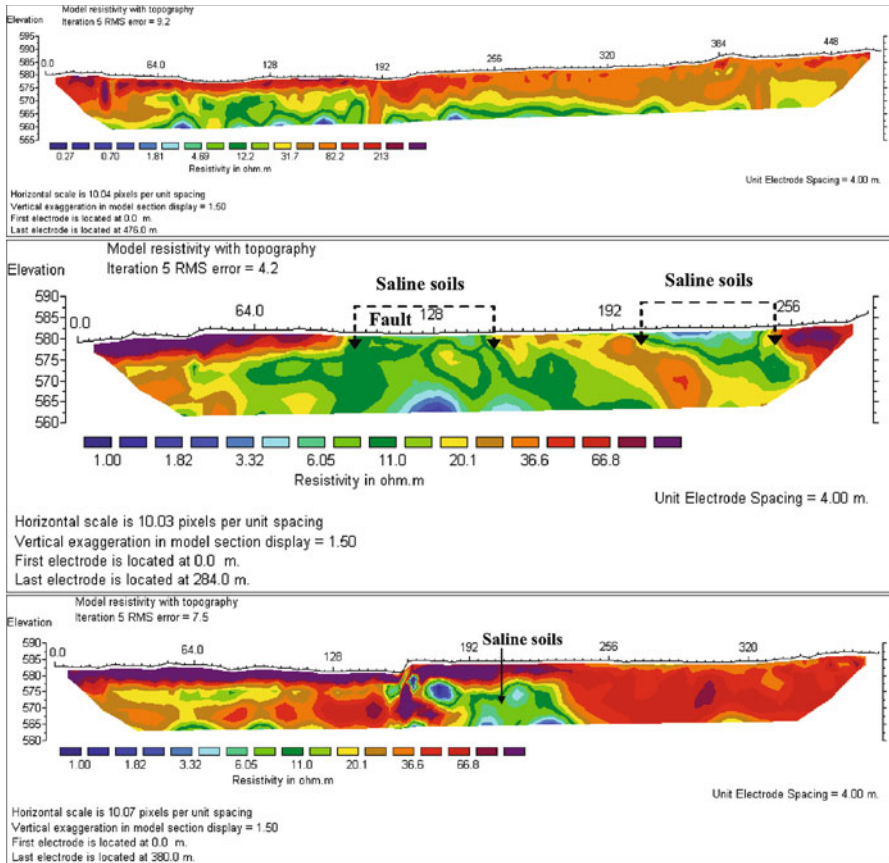 Model resistivity with topography
Elevation Iteration 5 RMS error = 9.2
595
590
585
580
575
570
565
0.0 64.0 128 192 256 320 384 448
0.27 0.70 1.81 4.69 12.2 31.7 82.2 213
Resistivity in ohm.m
Unit Electrode Spacing = 4.00 m.
Horizontal scale is 10.04 pixels per unit spacing
Vertical exaggeration in model section display = 1.50
First electrode is located at 0.0 m.
Last electrode is located at 476.0 m.
Model resistivity with topography
Elevation Iteration 5 RMS error = 4.2
Saline soils Saline soils
Fault
590
580
570
560
0.0 64.0 128 192 256
1.00 1.82 3.32 6.05 11.0 20.1 36.6 66.8
Resistivity in ohm.m
Unit Electrode Spacing = 4.00 m.
Horizontal scale is 10.03 pixels per unit spacing
Vertical exaggeration in model section display = 1.50
First electrode is located at 0.0 m.
Last electrode is located at 284.0 m.
Model resistivity with topography
Iteration 5 RMS error = 7.5
Elevation
Saline soils
590
585
580
575
570
565
560
0.0 64.0 128 192 256 320
1.00 1.82 3.32 6.05 11.0 20.1 36.6 66.8
Resistivity in ohm.m
Unit Electrode Spacing = 4.00 m.
Horizontal scale is 10.07 pixels per unit spacing
Vertical exaggeration in model section display = 1.50
First electrode is located at 0.0 m.
Last electrode is located at 380.0 m.